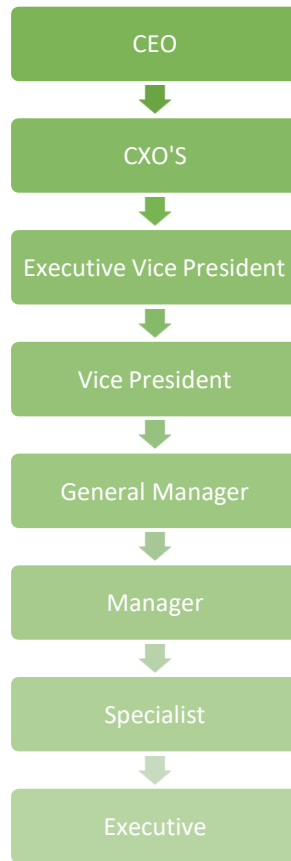 CEO
CXO'S
Executive Vice President
Vice President
General Manager
Manager
Specialist
Executive